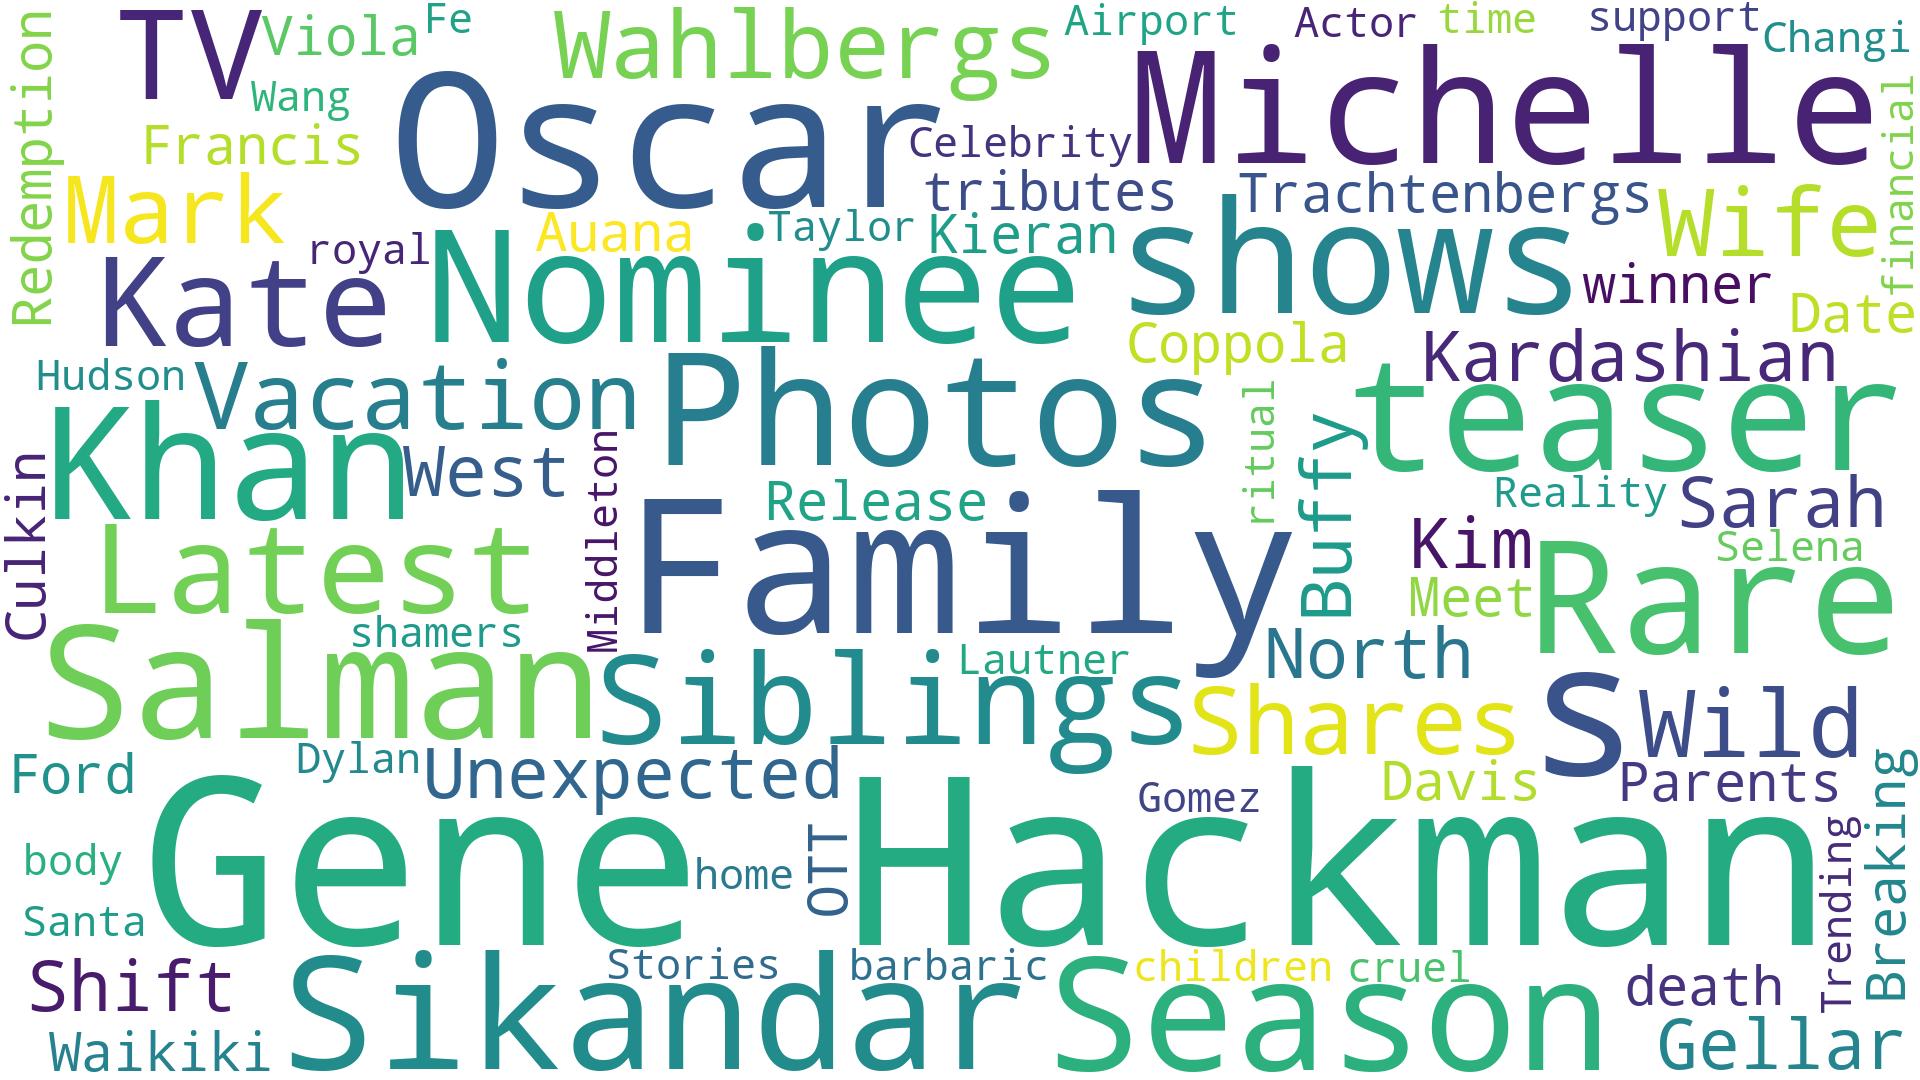 TV
Viola
Fe
Wahlbergs
Airport
Actor
time
support
Changi
Redemption
Wang
Oscar
Michelle
financial
Francis
Celebrity
Mark
tributes
Trachtenbergs
Wife
royal
Auana
Taylor
Kieran
shows
Kate
Nominee
winner
Date
Hudson
Vacation
Photos
Coppola
Kardashian
teaser
Khan
West
Middleton
Release
ritual
Buffy
Reality
Sarah
Culkin
Latest
Family
Kim
Selena
Meet
Rare
shamers
Salman
Siblings
Lautner
North
Shares
s
Wild
Ford
Dylan
Unexpected
Gomez
Davis
Parents
Breaking
body
Gene
home
OTT
Hackman
Trending
Santa
Shift
Sikandar
Stories
barbaric
Season
children
cruel
death
Waikiki
Gellar